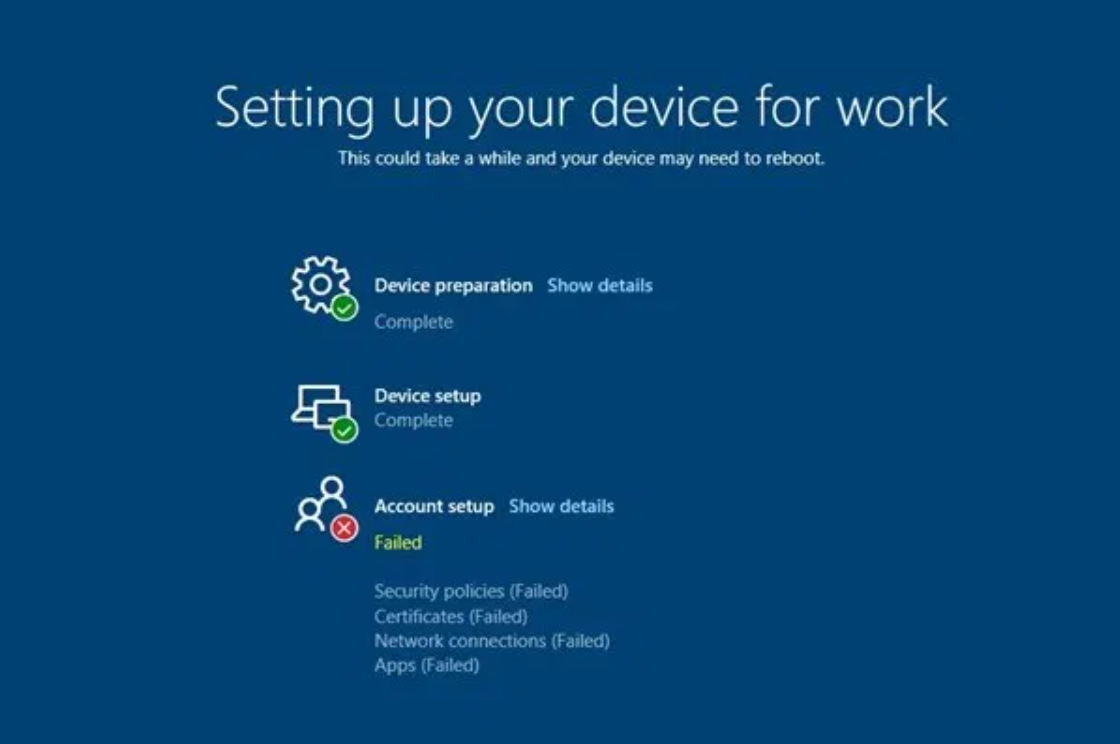 Setting up your device for work
This could take a while and your device may need to reboot.
Device preparation Show details
Complete
Device setup
Complete
Account setup Show details
Failed
Security policies (Failed)
Certificates (Failed)
Network connections (Failed)
Apps (Failed)